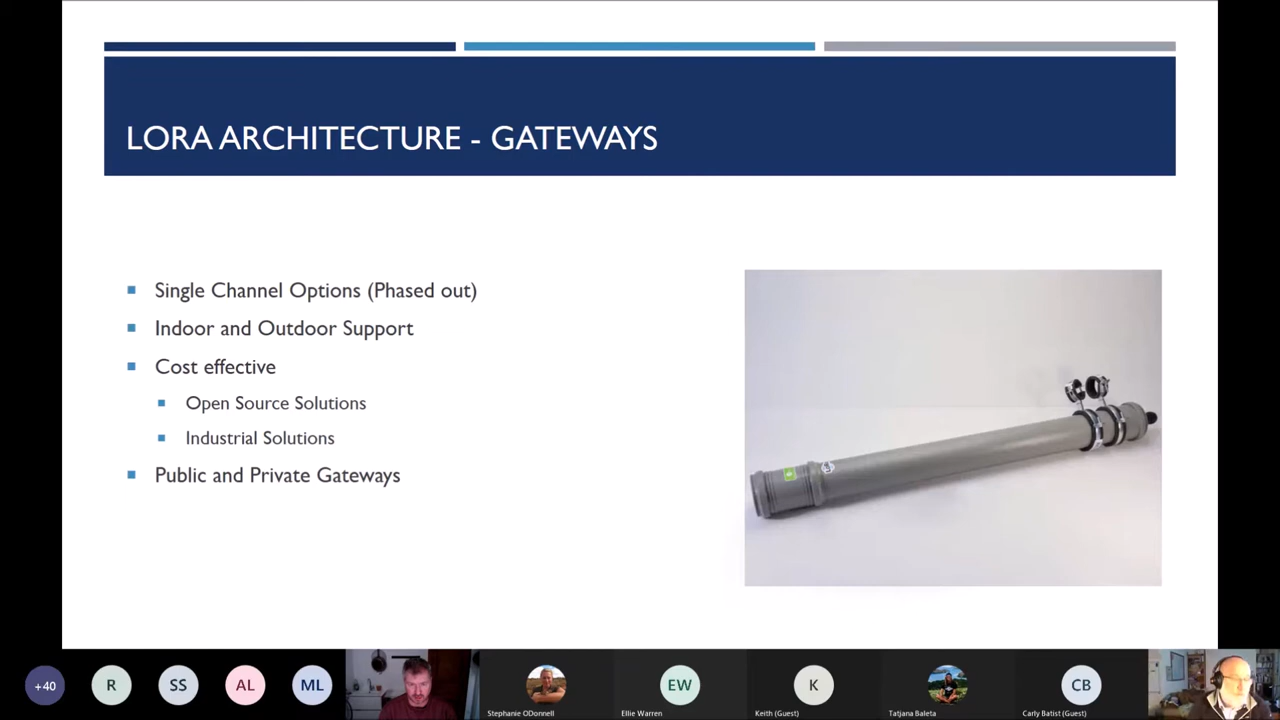 LORA ARCHITECTURE - GATEWAYS
Single Channel Options (Phased out)
Indoor and Outdoor Support
Cost effective
Open Source Solutions
Industrial Solutions
Public and Private Gateways
+40
R
SS
AL
ML
Stephanie ODonnell
EW
Ellie Warren
K
Keith (Guest)
Tatjana Baleta
CB
Carly Batist (Guest)